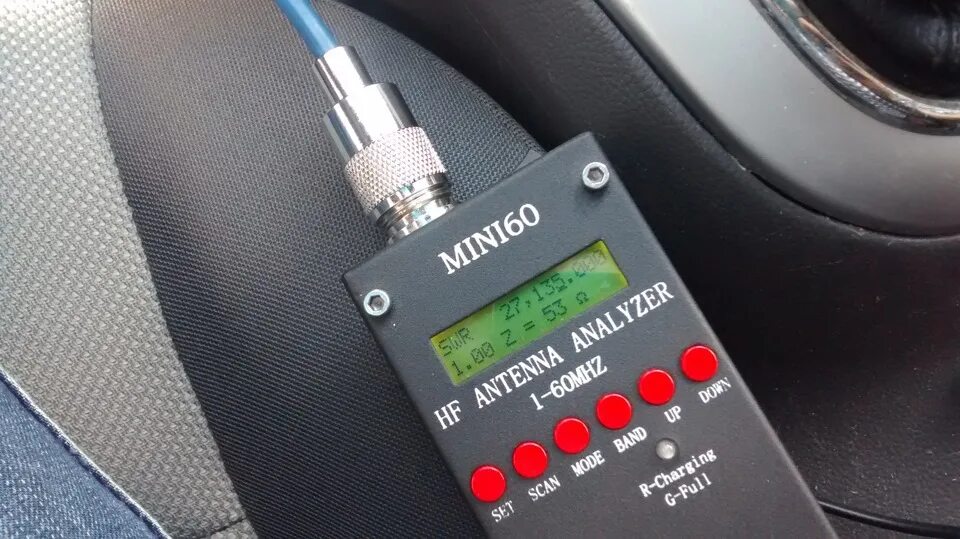 MINI60
SWR 27,135.000
1.00 Z = 53 Ω
HF ANTENNA ANALYZER
1-60MHZ
SET SCAN MODE BAND UP DOWN
R-Charging
G-Full